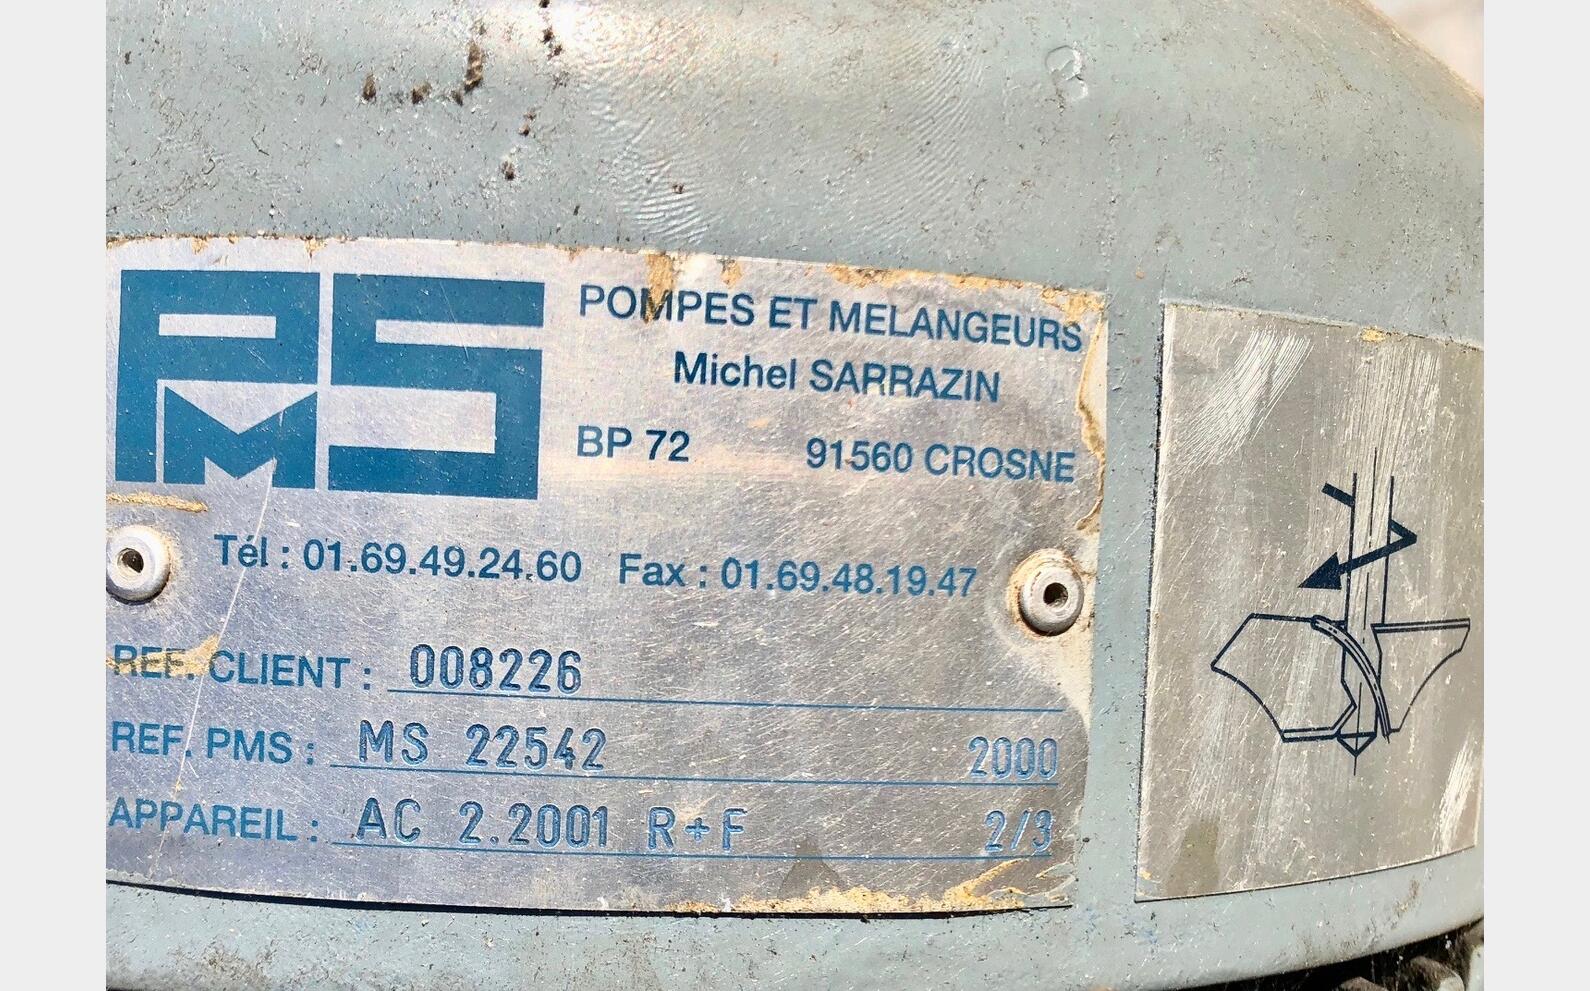 PMS
POMPES ET MELANGEURS
Michel SARRAZIN
BP 72 91560 CROSNE
Tél : 01.69.49.24.60 Fax : 01.69.48.19.47
REF. CLIENT : 008226
REF. PMS : MS 22542 2000
APPAREIL : AC 2.2001 R+F 2/3